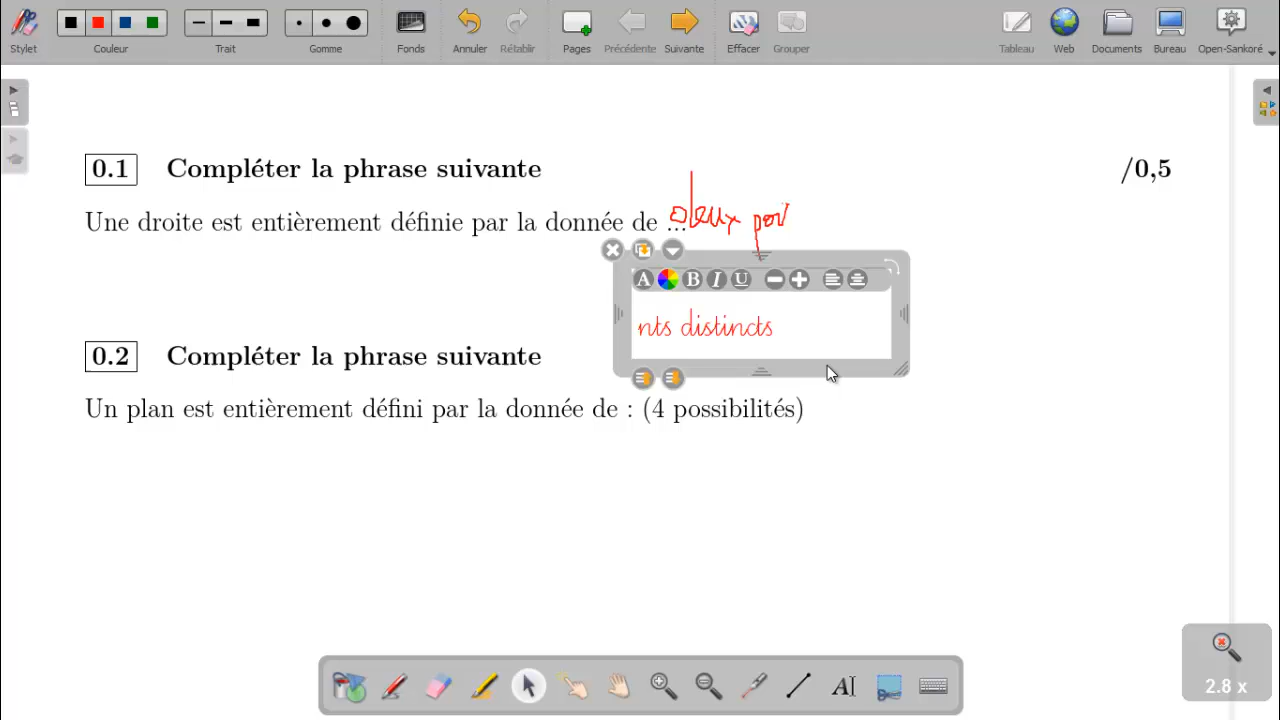 Stylet Couleur Trait Gomme Fonds Annuler Rétablir Pages Précédente Suivante Effacer Grouper Tableau Web Documents Bureau Open-Sankoré
0.1 Compléter la phrase suivante /0,5
Une droite est entièrement définie par la donnée de ... deux poi
A B I U
nts distincts
0.2 Compléter la phrase suivante
Un plan est entièrement défini par la donnée de : (4 possibilités)
AI
2.8 x